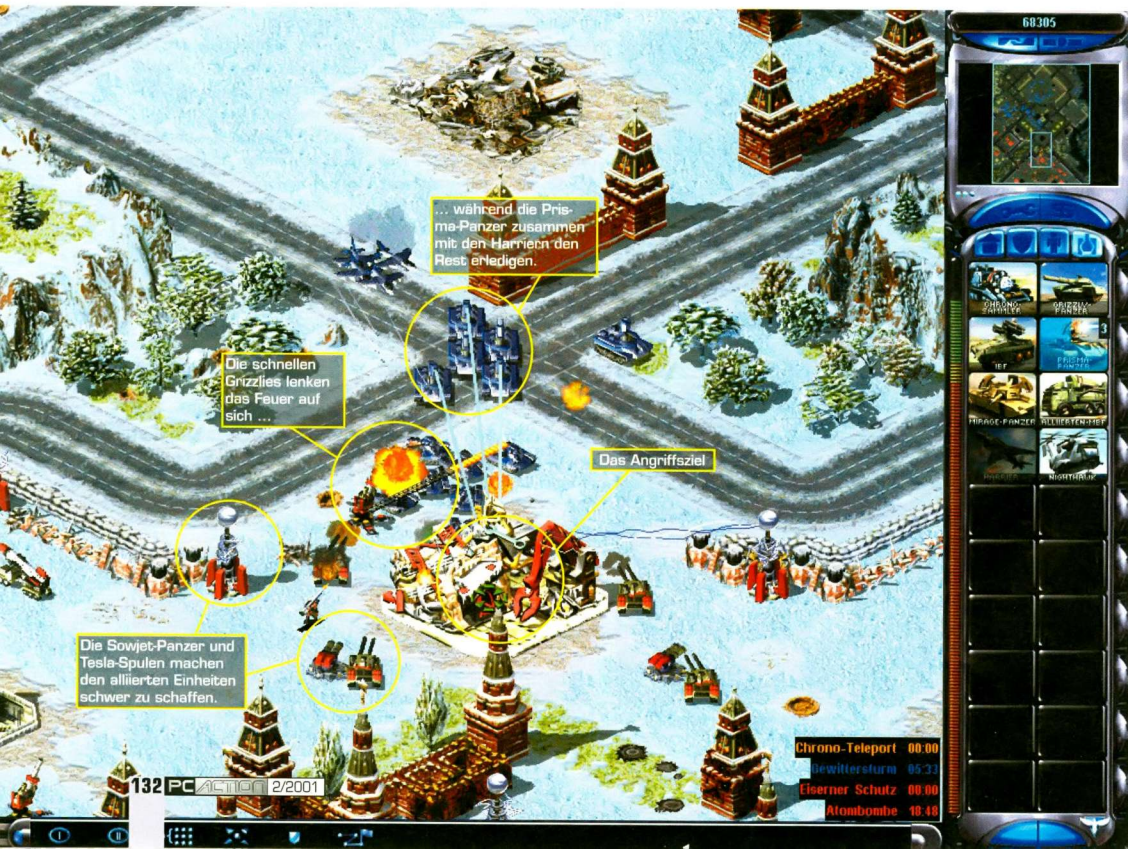 68305
... während die Pris-
ma-Panzer zusammen
mit den Harriern den
Rest erledigen.
Die schnellen
Grizzlies lenken
das Feuer auf
sich ...
Das Angriffsziel
Die Sowjet-Panzer und
Tesla-Spulen machen
den alliierten Einheiten
schwer zu schaffen.
CHRONO-
SAMMLER
GRIZZLY-
PANZER
IBF
3
PRISMA-
PANZER
MIRAGE-PANZER
ALLIIERTEN-MBF
HARRIER
NIGHTHAWK
Chrono-Teleport 00:00
Gewittersturm 05:33
Eiserner Schutz 00:00
Atombombe 18:48
132 PC ACTION 2/2001
I
II